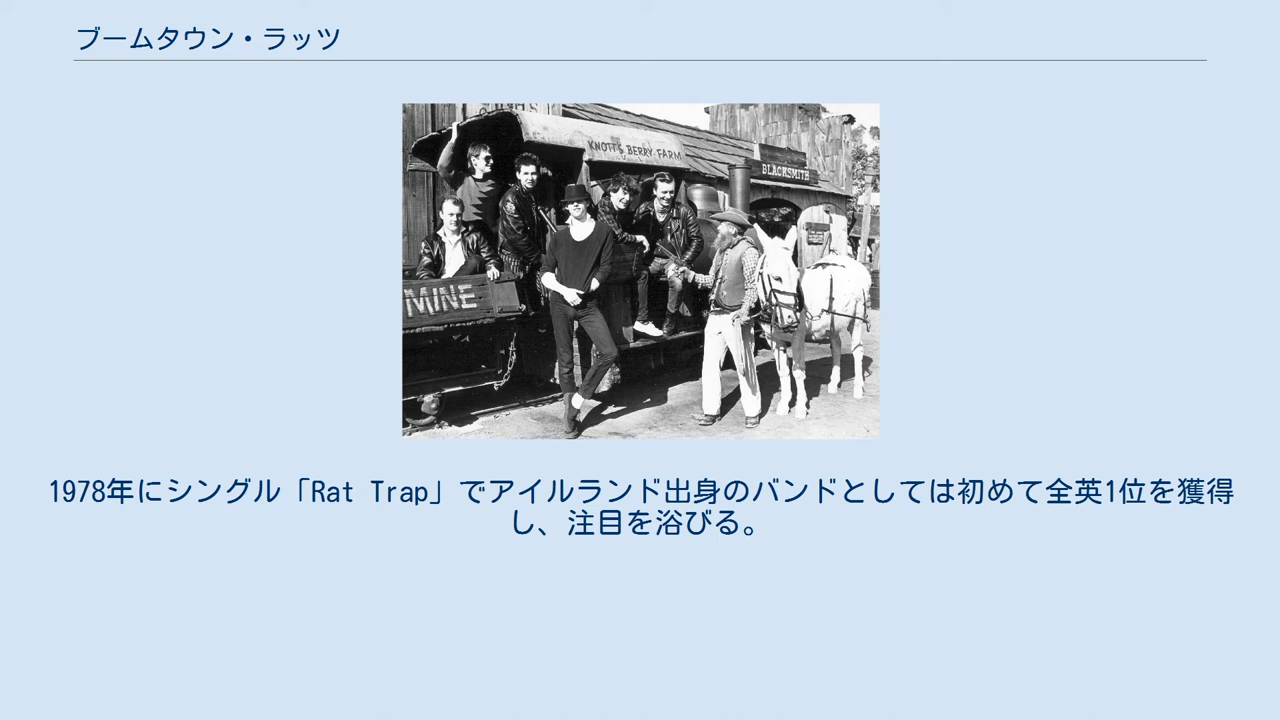 ブームタウン・ラッツ
KNOTT'S BERRY FARM
BLACKSMITH
MINE
1978年にシングル「Rat Trap」でアイルランド出身のバンドとしては初めて全英1位を獲得
し、注目を浴びる。